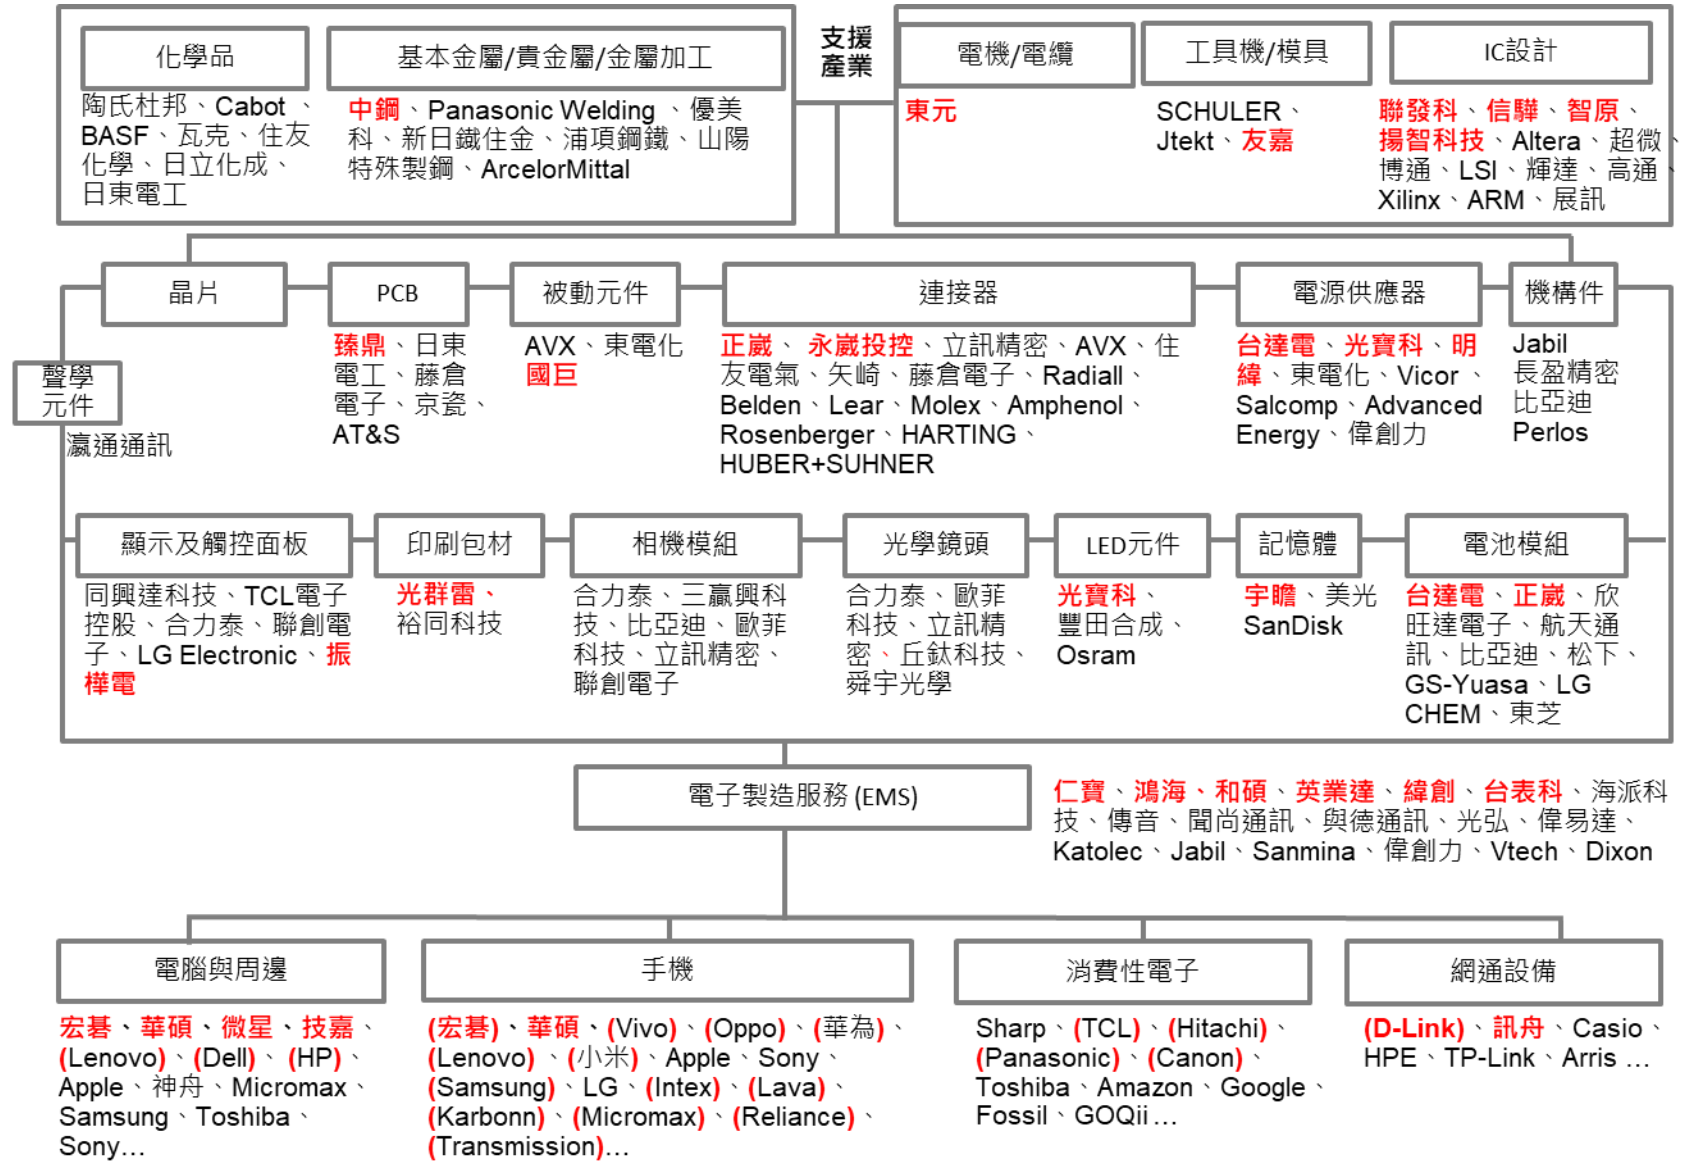 支援
產業
化學品
陶氏杜邦、Cabot 、
BASF、瓦克、住友
化學、日立化成、
日東電工
基本金屬/貴金屬/金屬加工
中鋼、Panasonic Welding 、優美
科、新日鐵住金、浦項鋼鐵、山陽
特殊製鋼、ArcelorMittal
電機/電纜
東元
工具機/模具
SCHULER、
Jtekt、友嘉
IC設計
聯發科、信驊、智原、
揚智科技、Altera、超微、
博通、LSI、輝達、高通、
Xilinx、ARM、展訊
聲學
元件
瀛通通訊
晶片
PCB
臻鼎、日東
電工、藤倉
電子、京瓷、
AT&S
被動元件
AVX、東電化
國巨
連接器
正崴、永崴投控、立訊精密、AVX、住
友電氣、矢崎、藤倉電子、Radiall、
Belden、Lear、Molex、Amphenol、
Rosenberger、HARTING、
HUBER+SUHNER
電源供應器
台達電、光寶科、明
緯、東電化、Vicor 、
Salcomp、Advanced
Energy、偉創力
機構件
Jabil
長盈精密
比亞迪
Perlos
顯示及觸控面板
同興達科技、TCL電子
控股、合力泰、聯創電
子、LG Electronic、振
樺電
印刷包材
光群雷、
裕同科技
相機模組
合力泰、三贏興科
技、比亞迪、歐菲
科技、立訊精密、
聯創電子
光學鏡頭
合力泰、歐菲
科技、立訊精
密、丘鈦科技、
舜宇光學
LED元件
光寶科、
豐田合成、
Osram
記憶體
宇瞻、美光
SanDisk
電池模組
台達電、正崴、欣
旺達電子、航天通
訊、比亞迪、松下、
GS-Yuasa、LG
CHEM、東芝
電子製造服務 (EMS)
仁寶、鴻海、和碩、英業達、緯創、台表科、海派科
技、傳音、聞尚通訊、與德通訊、光弘、偉易達、
Katolec、Jabil、Sanmina、偉創力、Vtech、Dixon
電腦與周邊
宏碁、華碩、微星、技嘉、
(Lenovo)、(Dell)、(HP)、
Apple、神舟、Micromax、
Samsung、Toshiba、
Sony…
手機
(宏碁)、華碩、(Vivo)、(Oppo)、(華為)、
(Lenovo)、(小米)、Apple、Sony、
(Samsung)、LG、(Intex)、(Lava)、
(Karbonn)、(Micromax)、(Reliance)、
(Transmission)…
消費性電子
Sharp、(TCL)、(Hitachi)、
(Panasonic)、(Canon)、
Toshiba、Amazon、Google、
Fossil、GOQii…
網通設備
(D-Link)、訊舟、Casio、
HPE、TP-Link、Arris …